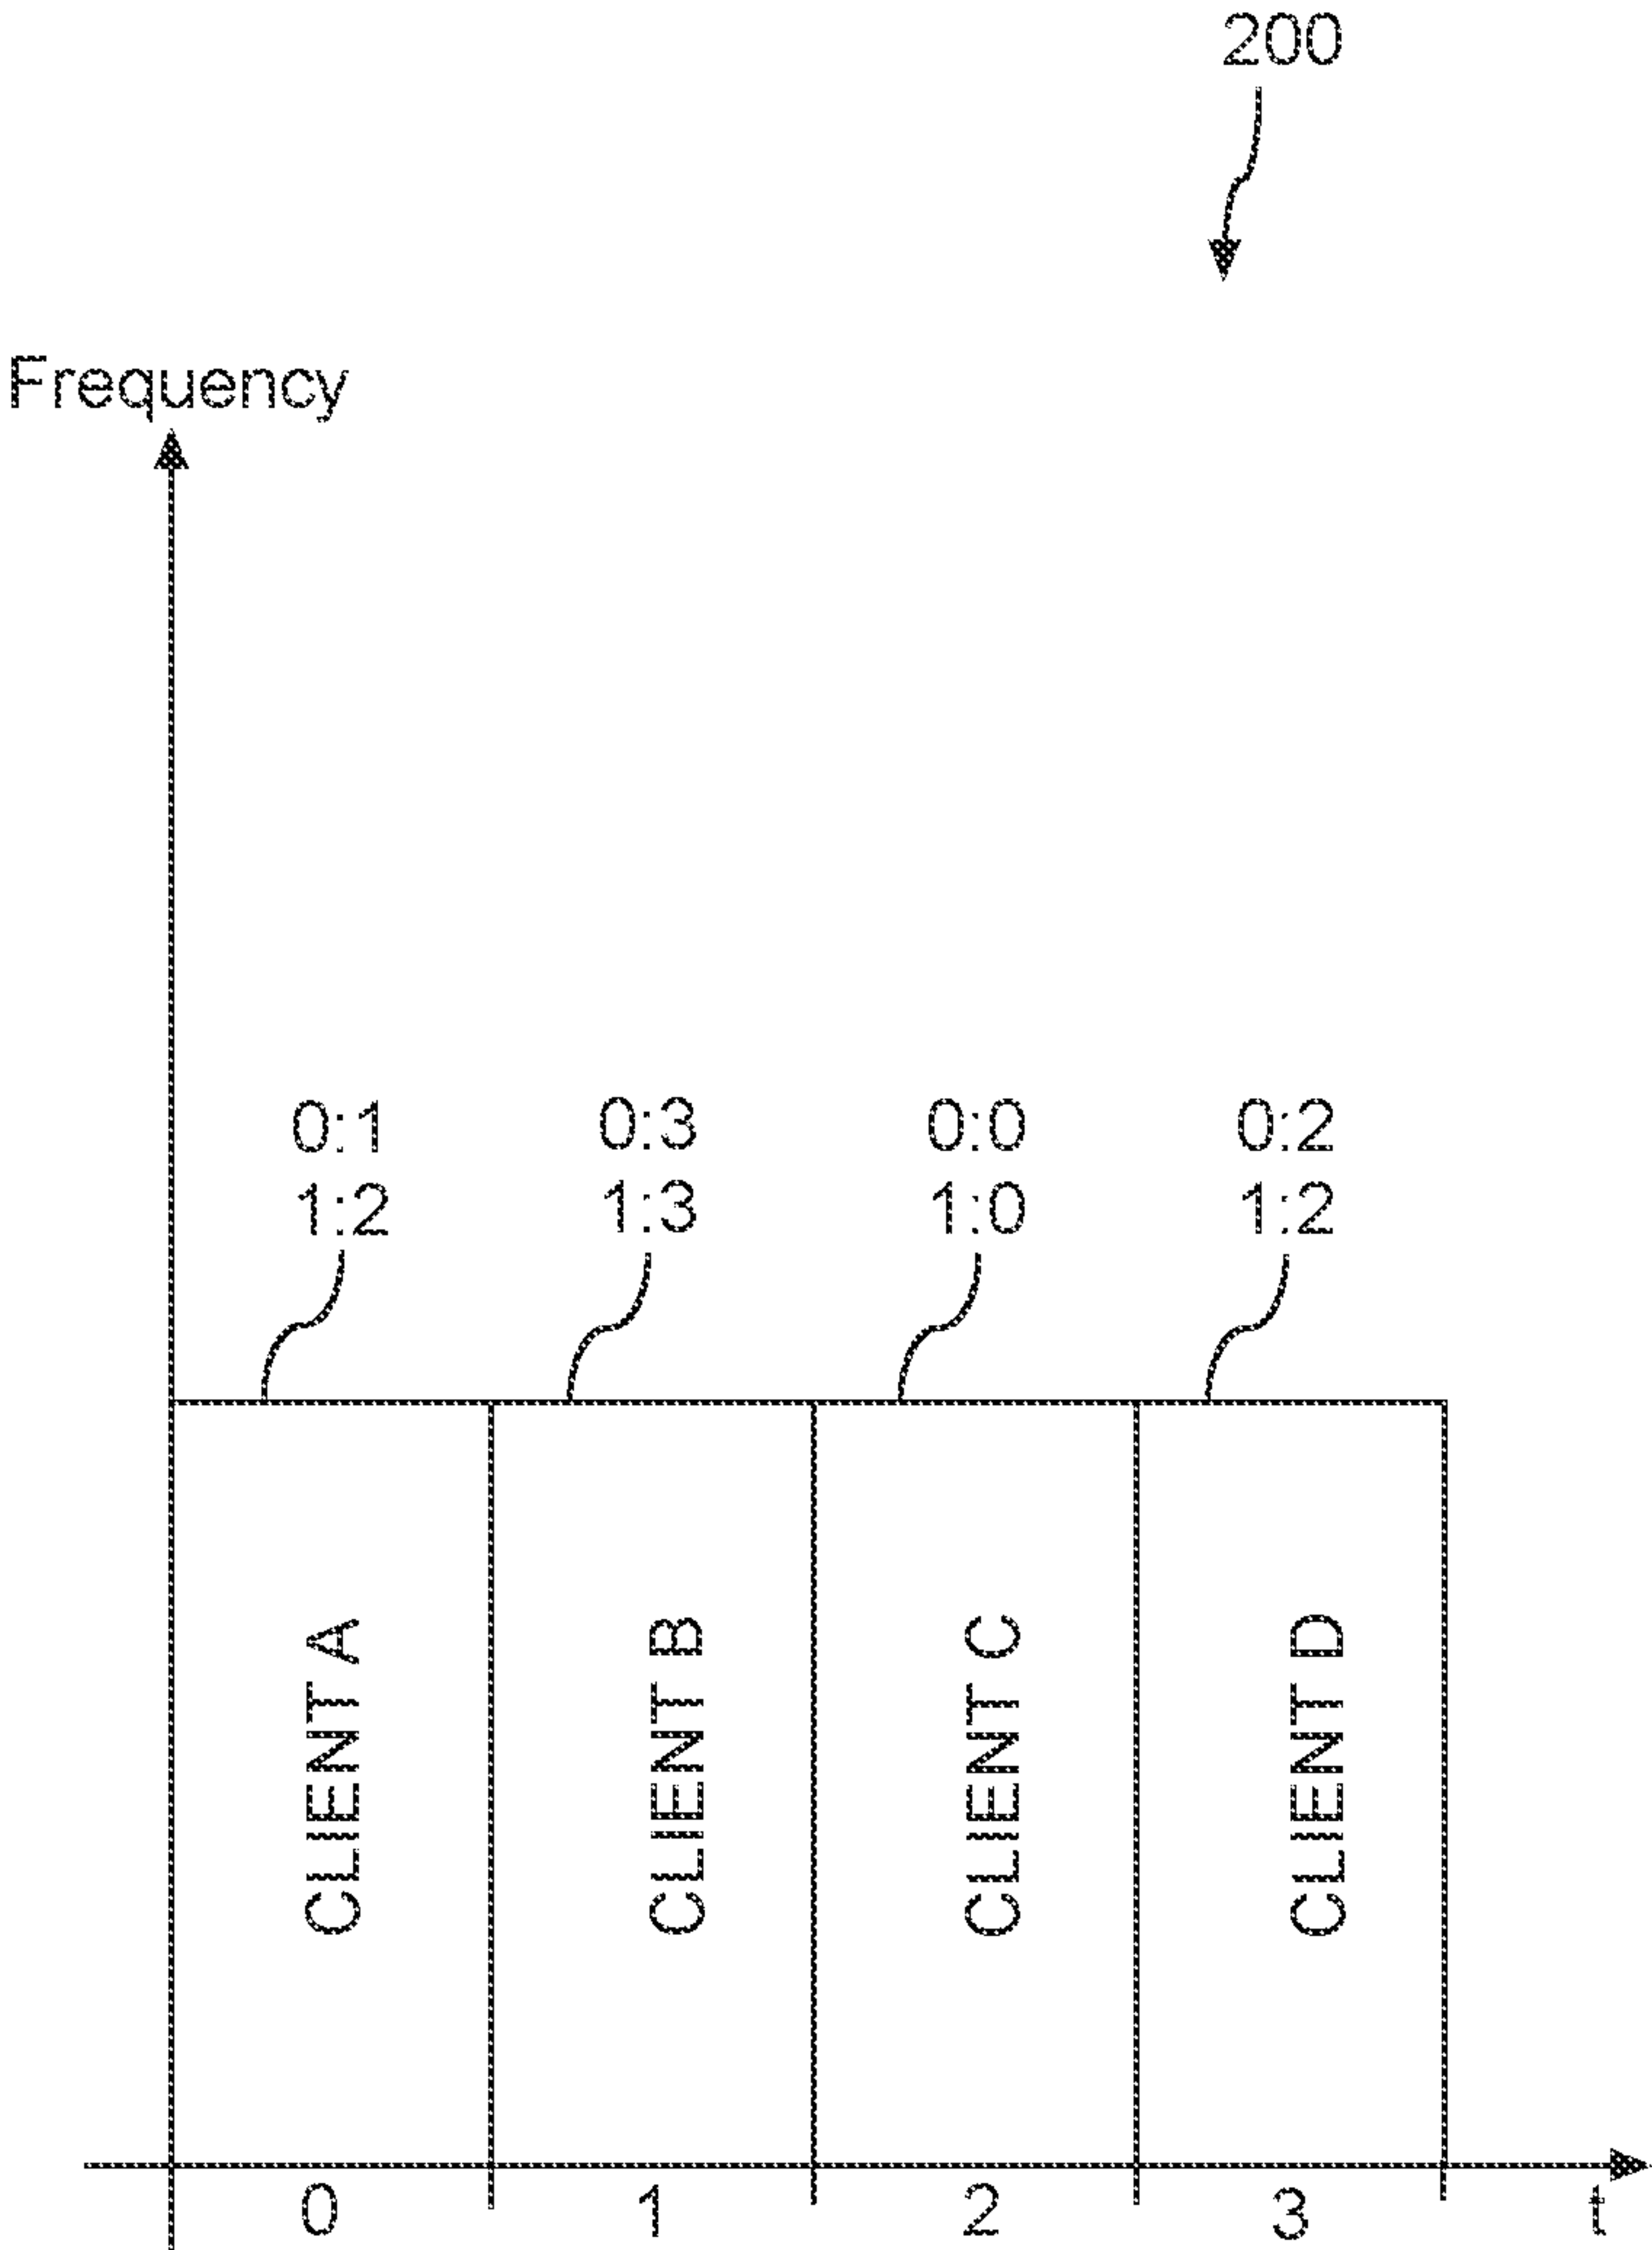 200
Frequency
0:1
1:2
0:3
1:3
0:0
1:0
0:2
1:2
CLIENT A
CLIENT B
CLIENT C
CLIENT D
0
1
2
3
t